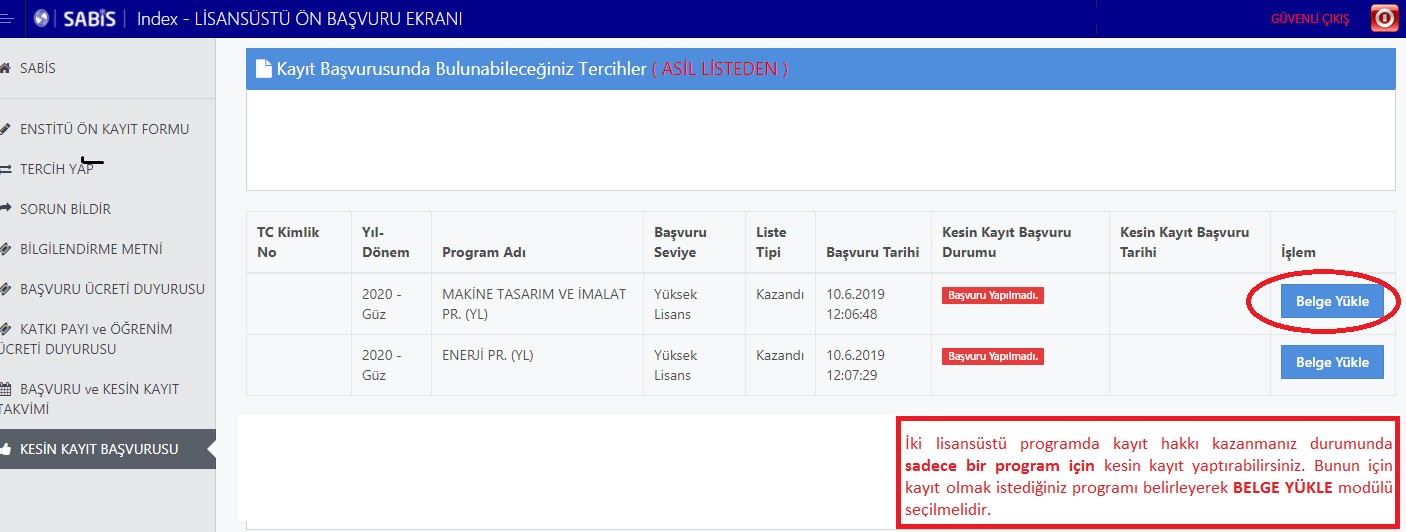 SABİS Index - LİSANSÜSTÜ ÖN BAŞVURU EKRANI GÜVENLİ ÇIKIŞ
SABİS
ENSTİTÜ ÖN KAYIT FORMU
TERCİH YAP
SORUN BİLDİR
BİLGİLENDİRME METNİ
BAŞVURU ÜCRETİ DUYURUSU
KATKI PAYI ve ÖĞRENİM
ÜCRETİ DUYURUSU
BAŞVURU ve KESİN KAYIT
TAKVİMİ
KESİN KAYIT BAŞVURUSU
Kayıt Başvurusunda Bulunabileceğiniz Tercihler ( ASİL LİSTEDEN )
TC Kimlik Yıl- Başvuru Liste Kesin Kayıt Başvuru Kesin Kayıt Başvuru
No Dönem Program Adı Seviye Tipi Başvuru Tarihi Durumu Tarihi İşlem
2020 - MAKİNE TASARIM VE İMALAT Yüksek Kazandı 10.6.2019 Başvuru Yapılmadı. Belge Yükle
Güz PR. (YL) Lisans 12:06:48
2020 - ENERJİ PR. (YL) Yüksek Kazandı 10.6.2019 Başvuru Yapılmadı. Belge Yükle
Güz Lisans 12:07:29
İki lisansüstü programda kayıt hakkı kazanmanız durumunda
sadece bir program için kesin kayıt yaptırabilirsiniz. Bunun için
kayıt olmak istediğiniz programı belirleyerek BELGE YÜKLE modülü
seçilmelidir.